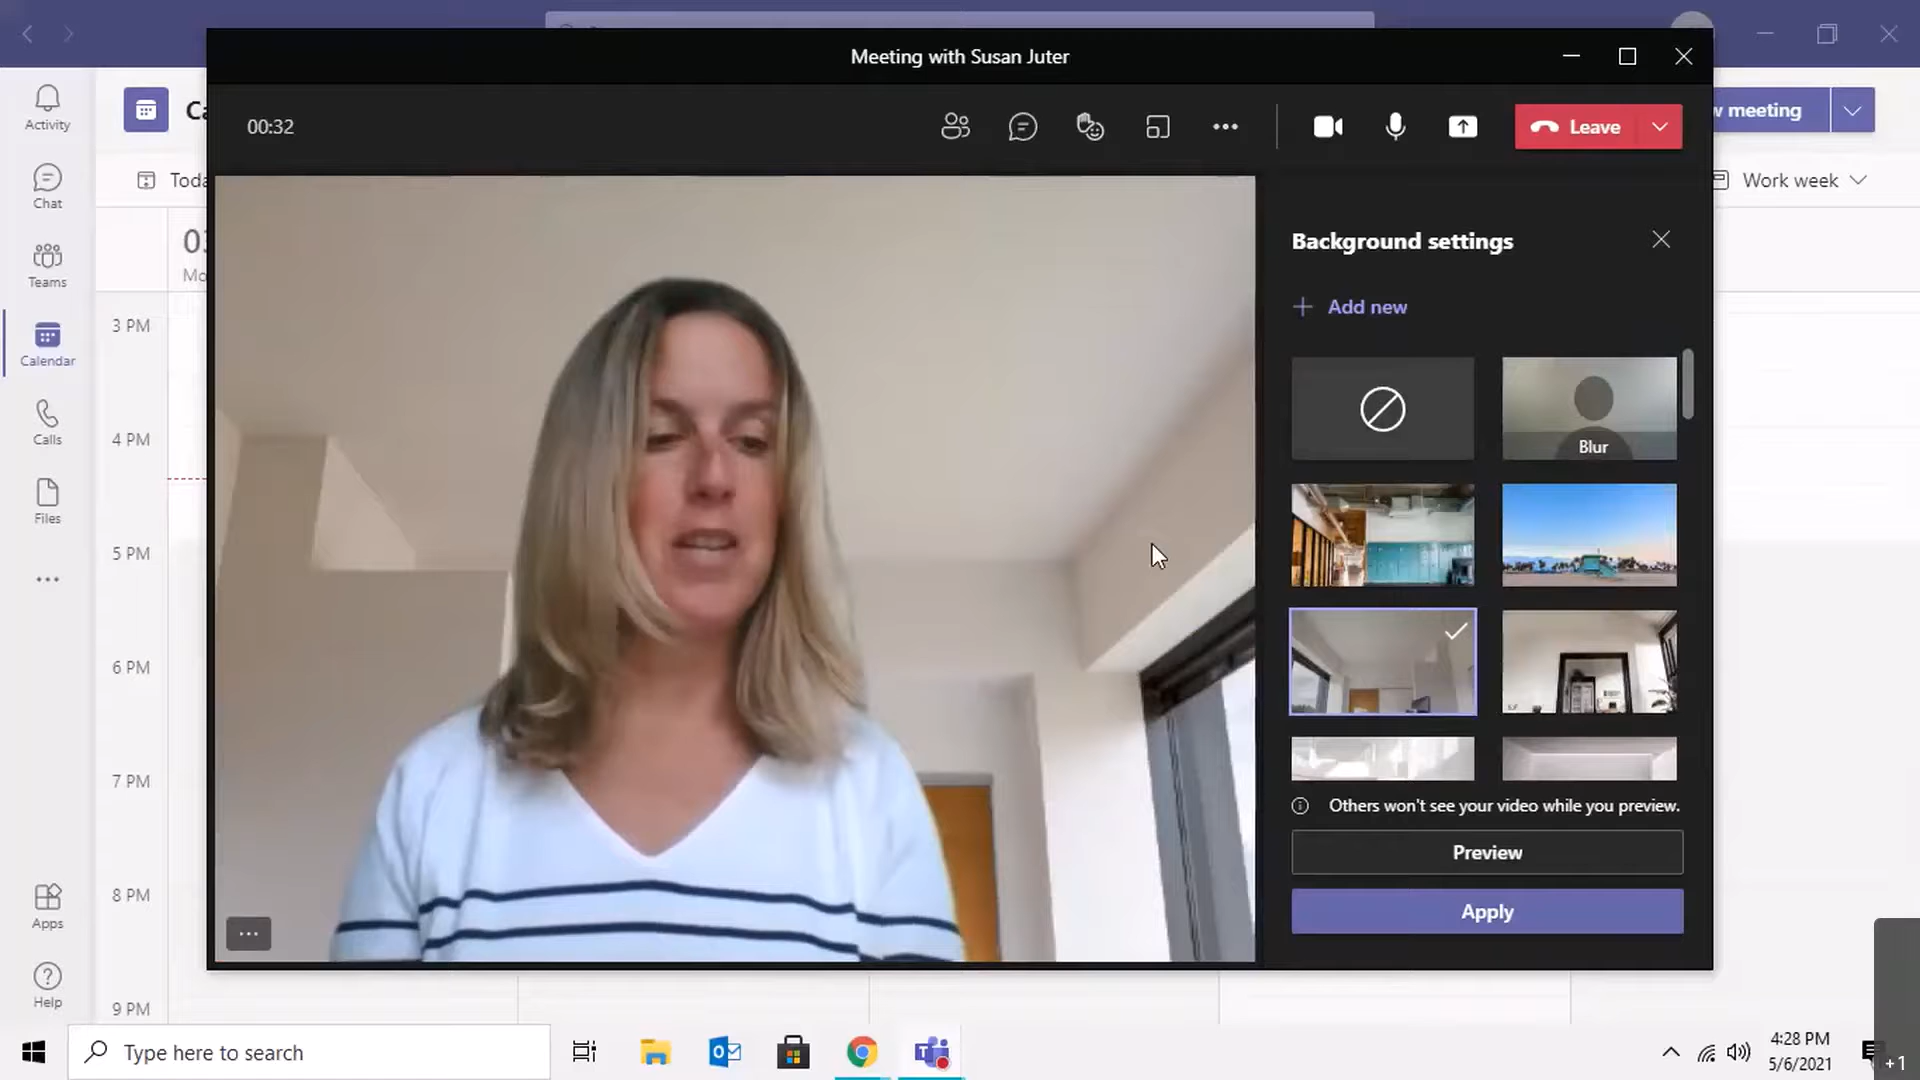 Meeting with Susan Juter
00:32
Leave
Activity
Chat
Teams
Calendar
Calls
Files
Apps
Help
meeting
Work week
Mo
3 PM
4 PM
5 PM
6 PM
7 PM
8 PM
9 PM
Background settings
Add new
Blur
Others won't see your video while you preview.
Preview
Apply
Type here to search
4:28 PM
5/6/2021
+1